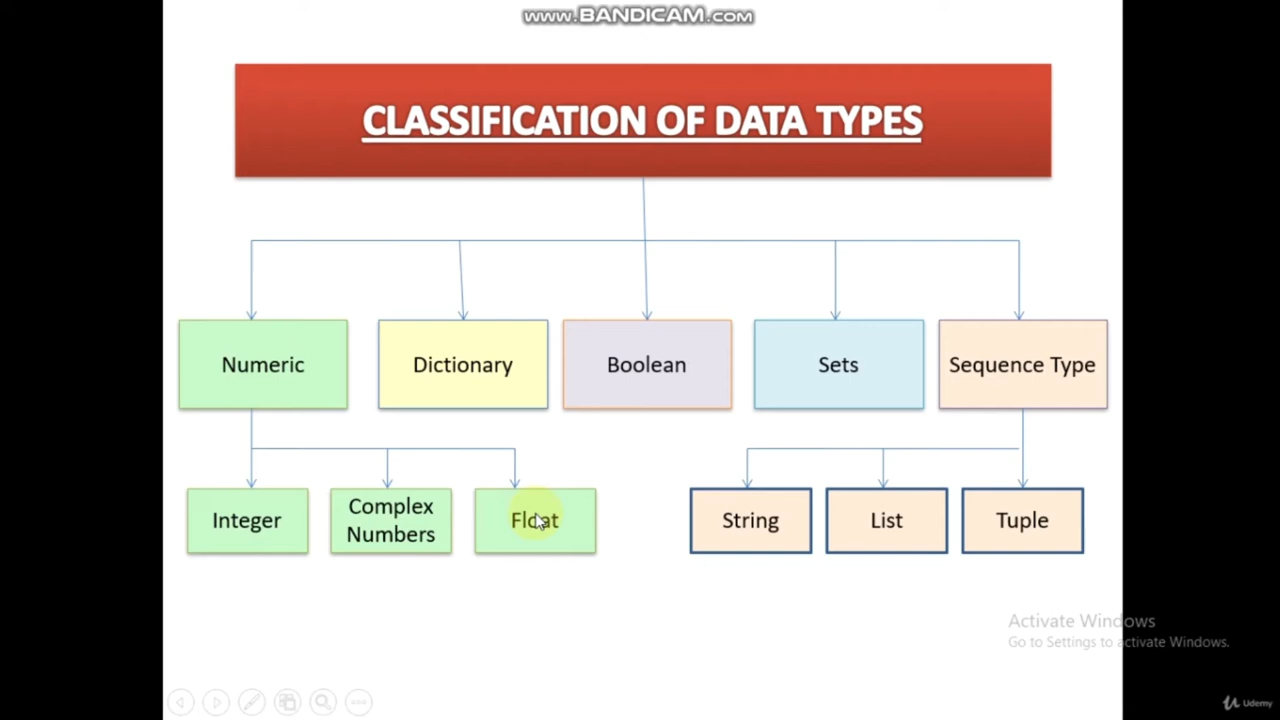 www.BANDICAM.com
CLASSIFICATION OF DATA TYPES
Numeric
Dictionary
Boolean
Sets
Sequence Type
Integer
Complex
Numbers
Float
String
List
Tuple
Activate Windows
Go to Settings to activate Windows.
Udemy